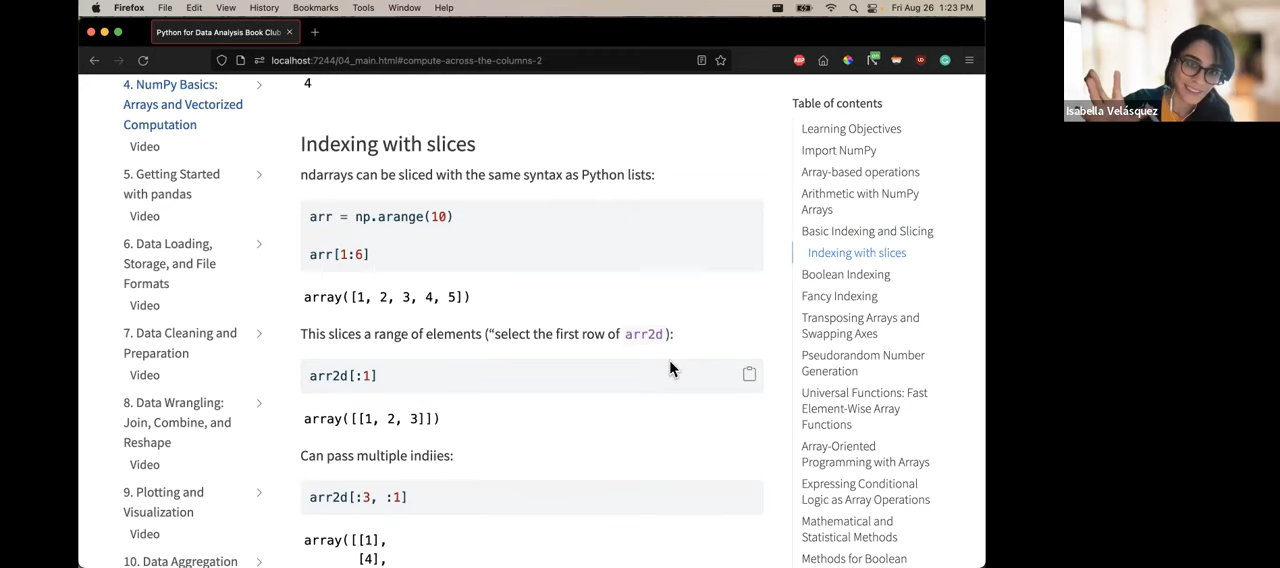 Firefox File Edit View History Bookmarks Tools Window Help Fri Aug 26 1:23 PM
Python for Data Analysis Book Club
localhost:7244/04_main.html#compute-across-the-columns-2
4. NumPy Basics:
Arrays and Vectorized
Computation
Video
5. Getting Started
with pandas
Video
6. Data Loading,
Storage, and File
Formats
Video
7. Data Cleaning and
Preparation
Video
8. Data Wrangling:
Join, Combine, and
Reshape
Video
9. Plotting and
Visualization
Video
10. Data Aggregation
4
Indexing with slices
ndarrays can be sliced with the same syntax as Python lists:
arr = np.arange(10)
arr[1:6]
array([1, 2, 3, 4, 5])
This slices a range of elements (“select the first row of arr2d):
arr2d[:1]
array([[1, 2, 3]])
Can pass multiple indiies:
arr2d[:3, :1]
array([[1],
[4],
Table of contents
Learning Objectives
Import NumPy
Array-based operations
Arithmetic with NumPy
Arrays
Basic Indexing and Slicing
Indexing with slices
Boolean Indexing
Fancy Indexing
Transposing Arrays and
Swapping Axes
Pseudorandom Number
Generation
Universal Functions: Fast
Element-Wise Array
Functions
Array-Oriented
Programming with Arrays
Expressing Conditional
Logic as Array Operations
Mathematical and
Statistical Methods
Methods for Boolean
Isabella Velásquez